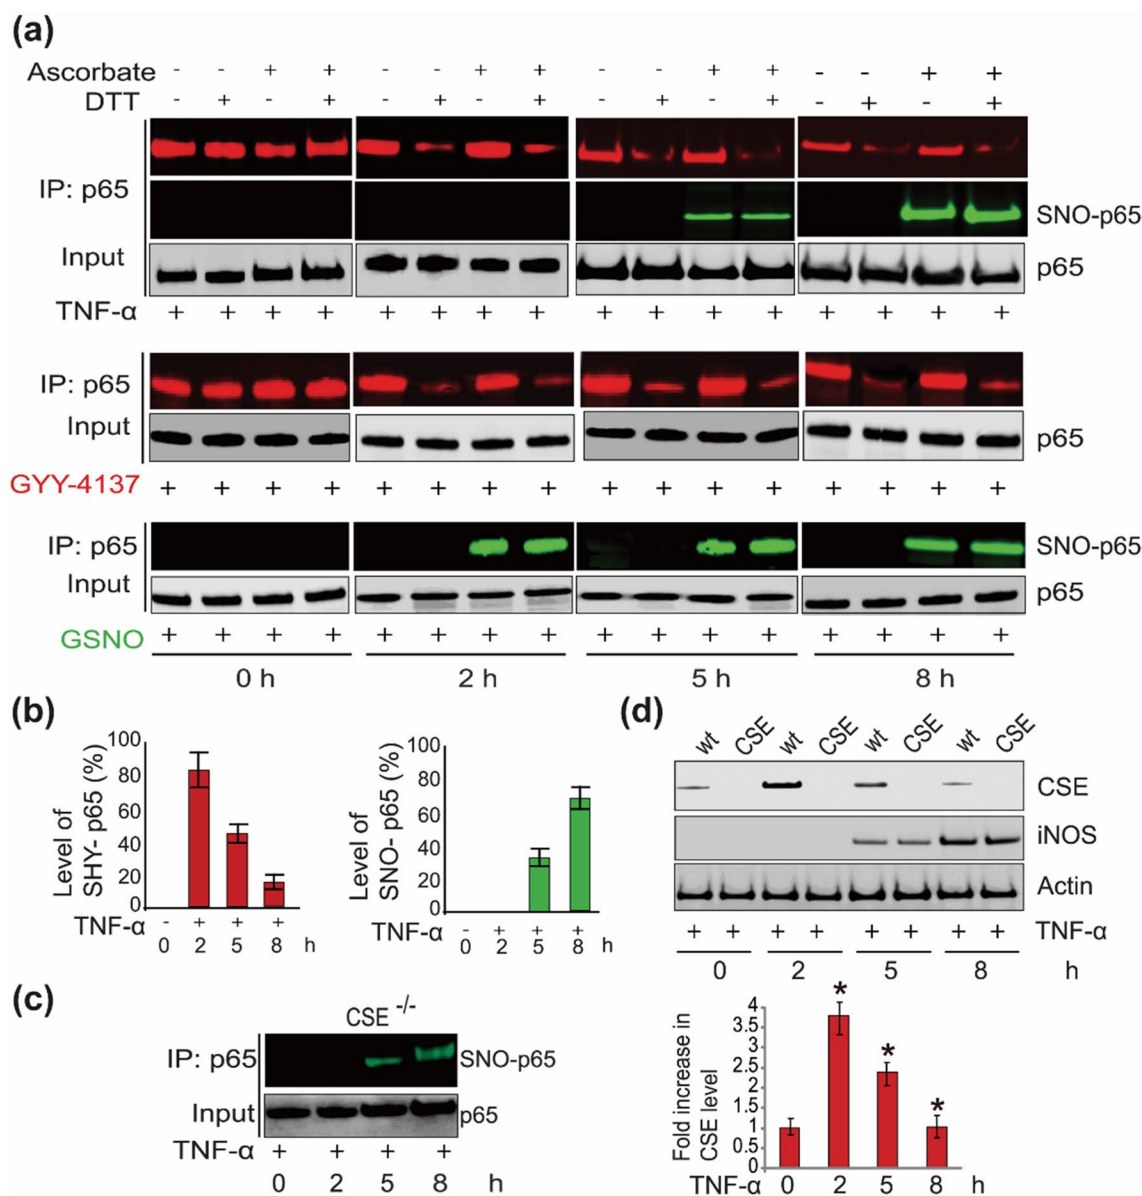 (a)
Ascorbate - - + + - - + + - - + + - - + +
DTT - + - + - + - + - + - + - + - +
IP: p65
SNO-p65
Input
p65
TNF-α + + + + + + + + + + + + + + + +
IP: p65
Input
p65
GYY-4137 + + + + + + + + + + + + + + + +
IP: p65
SNO-p65
Input
p65
GSNO + + + + + + + + + + + + + + + +
0 h 2 h 5 h 8 h
(b)
Level of
SHY- p65 (%)
100
80
60
40
20
0
TNF-α - + + +
0 2 5 8 h
Level of
SNO- p65 (%)
100
80
60
40
20
0
TNF-α - + + +
0 2 5 8 h
(c)
CSE -/-
IP: p65
SNO-p65
Input
p65
TNF-α + + + +
0 2 5 8 h
(d)
wt CSE wt CSE wt CSE wt CSE
CSE
iNOS
Actin
+ + + + + + + + TNF-α
0 2 5 8 h
Fold increase in
CSE level
4
3.5
3
2.5
2
1.5
1
0.5
0
* * *
TNF-α 0 2 5 8 h